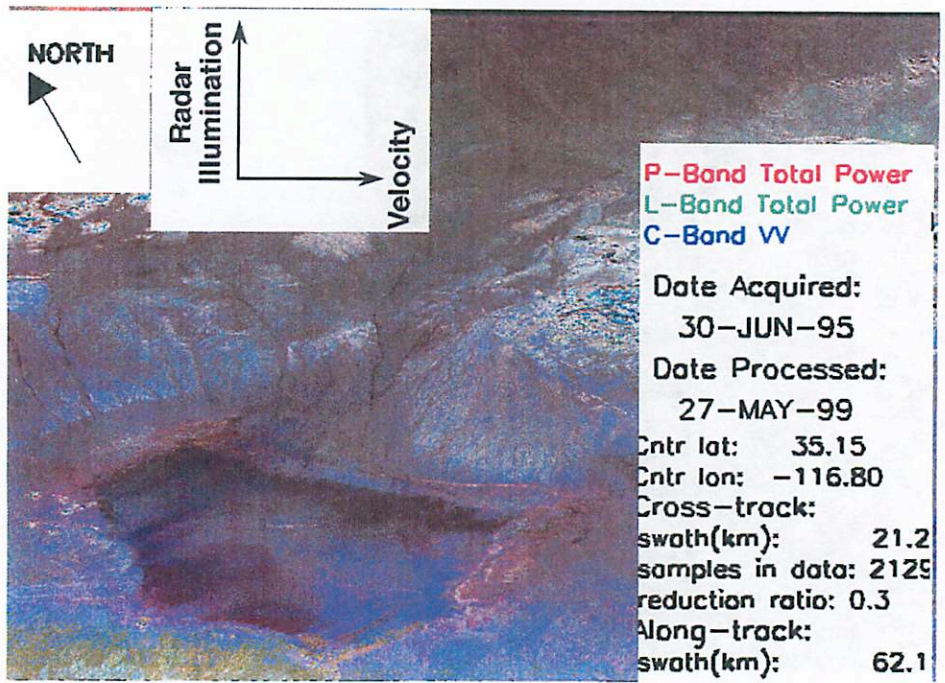 NORTH
Radar
Illumination
Velocity
P-Band Total Power
L-Band Total Power
C-Band VV
Date Acquired:
30-JUN-95
Date Processed:
27-MAY-99
Cntr lat: 35.15
Cntr lon: -116.80
Cross-track:
swath(km): 21.2
samples in data: 2129
reduction ratio: 0.3
Along-track:
swath(km): 62.1